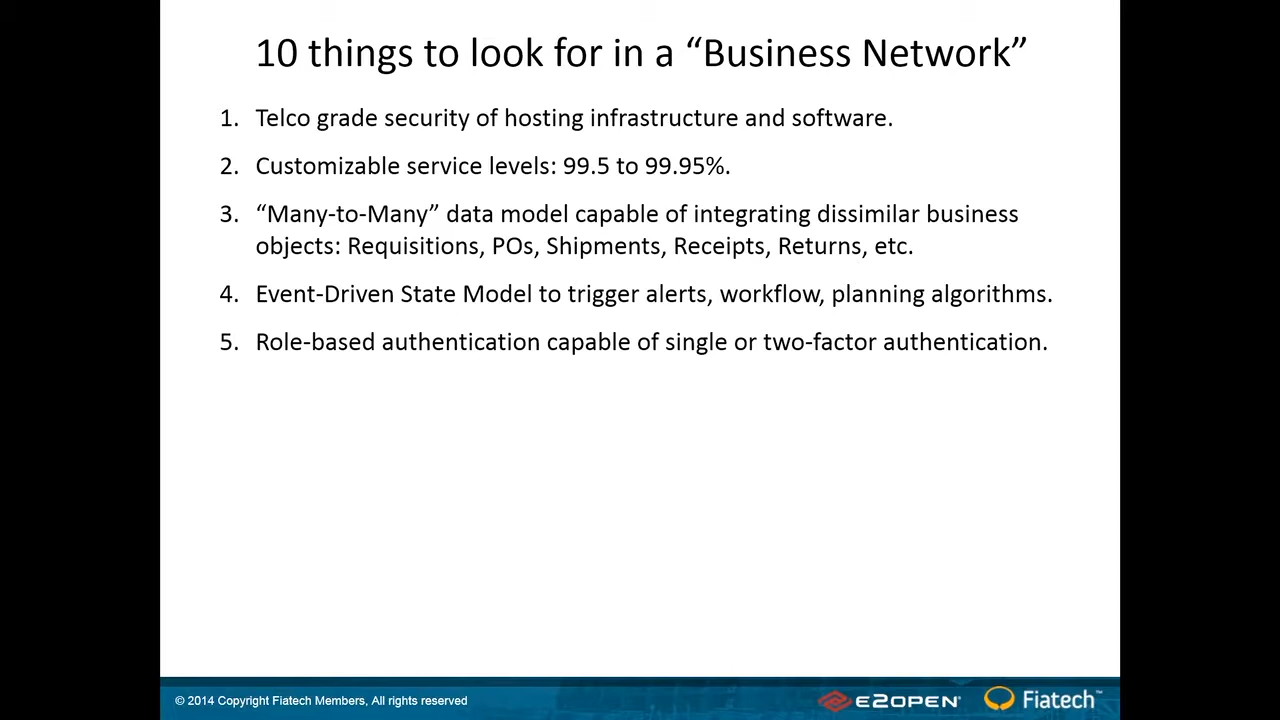 10 things to look for in a “Business Network”
1. Telco grade security of hosting infrastructure and software.
2. Customizable service levels: 99.5 to 99.95%.
3. “Many-to-Many” data model capable of integrating dissimilar business
objects: Requisitions, POs, Shipments, Receipts, Returns, etc.
4. Event-Driven State Model to trigger alerts, workflow, planning algorithms.
5. Role-based authentication capable of single or two-factor authentication.
© 2014 Copyright Fiatech Members, All rights reserved
E2OPEN
Fiatech™